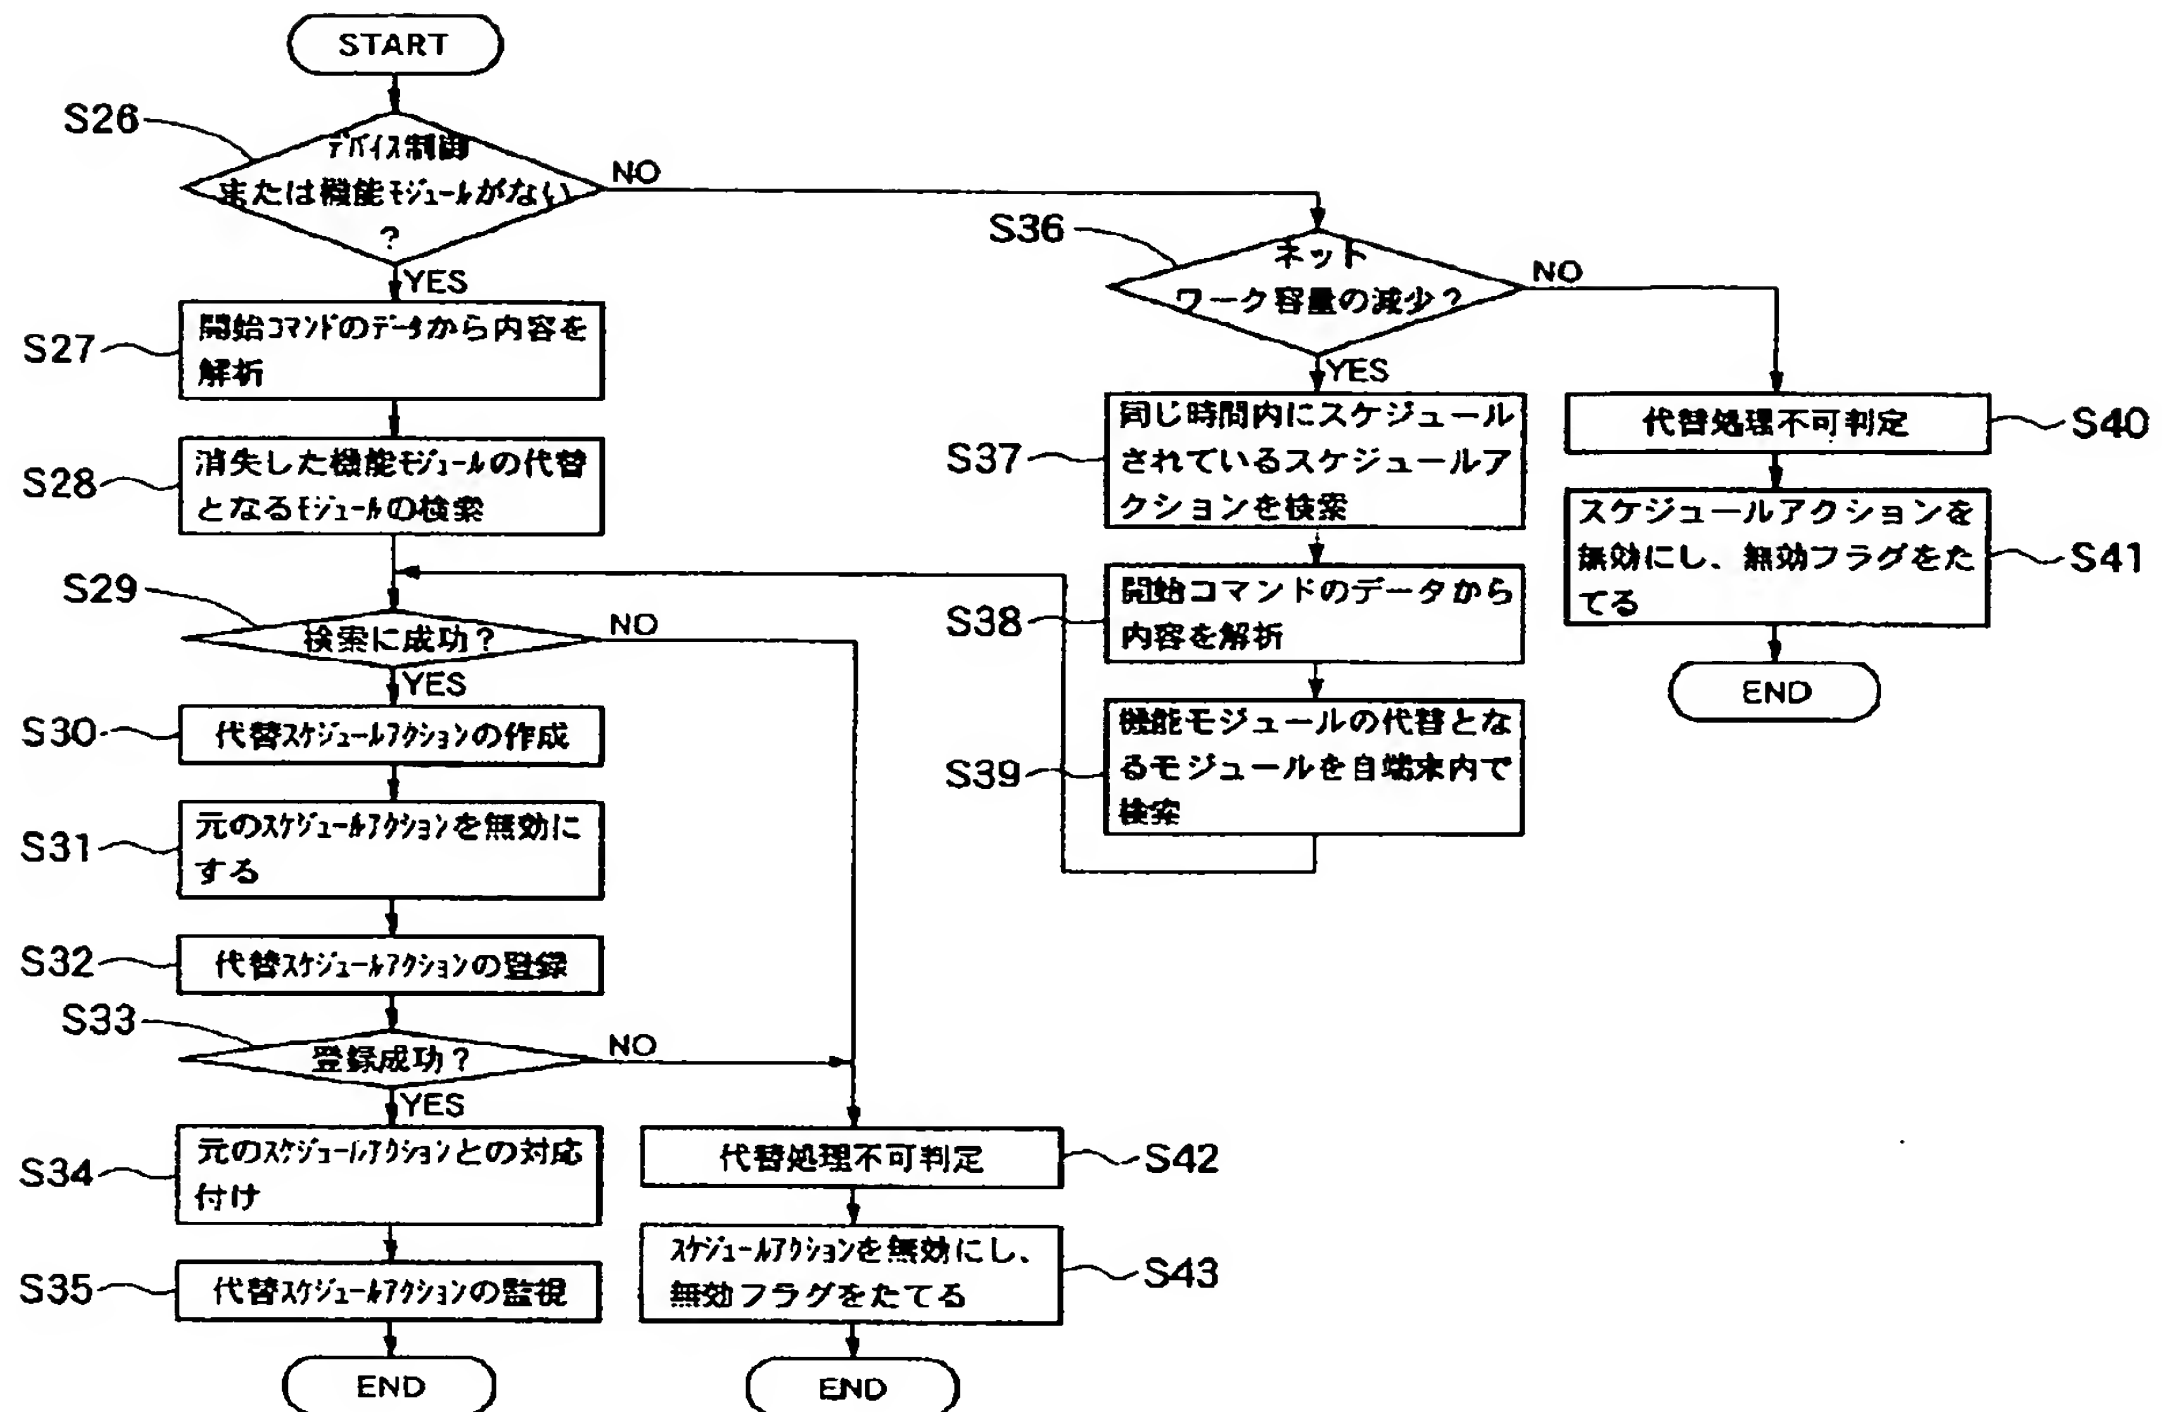 START
S26
デバイス制御
または機能モジュールがない
?
NO
YES
S27
開始コマンドのデータから内容を
解析
S28
消失した機能モジュールの代替
となるモジュールの検索
S29
検索に成功?
NO
YES
S30
代替スケジュールアクションの作成
S31
元のスケジュールアクションを無効に
する
S32
代替スケジュールアクションの登録
S33
登録成功?
NO
YES
S34
元のスケジュールアクションとの対応
付け
S35
代替スケジュールアクションの監視
END
S36
ネット
ワーク容量の減少?
NO
YES
S37
同じ時間内にスケジュール
されているスケジュールア
クションを検索
S38
開始コマンドのデータから
内容を解析
S39
機能モジュールの代替とな
るモジュールを自端末内で
検索
S40
代替処理不可判定
S41
スケジュールアクションを
無効にし、無効フラグをた
てる
END
S42
代替処理不可判定
S43
スケジュールアクションを無効にし、
無効フラグをたてる
END